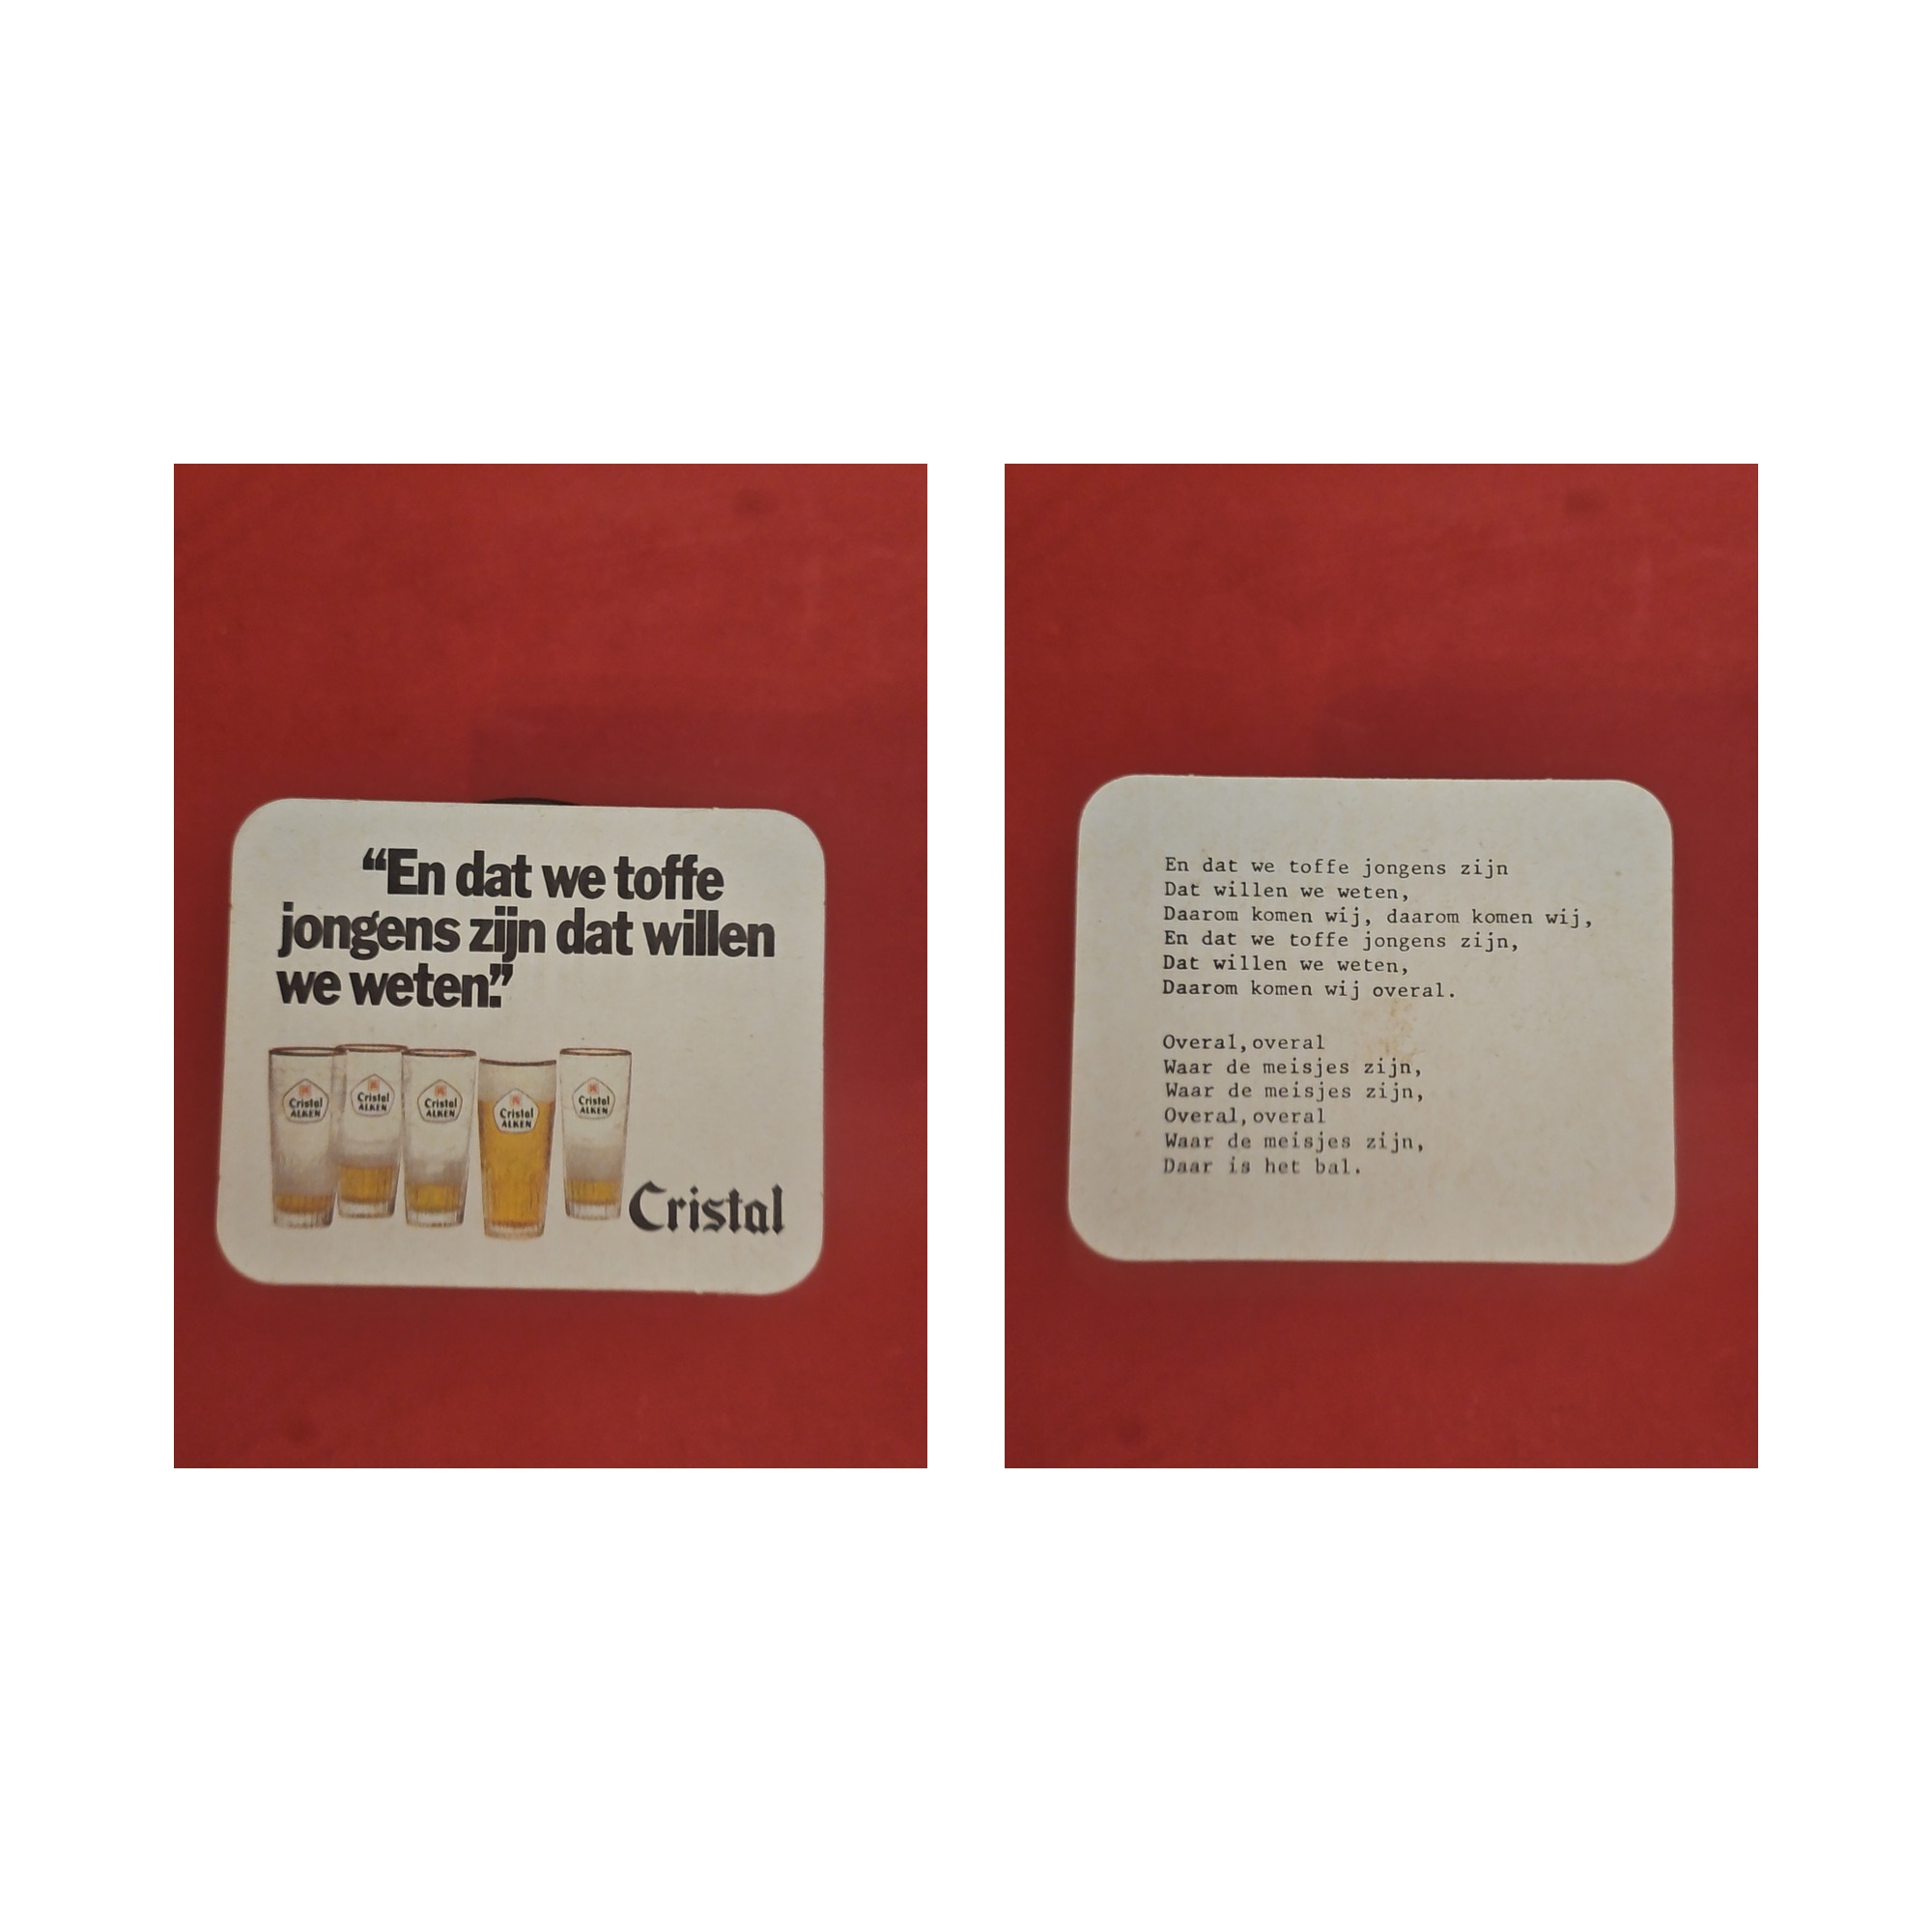 “En dat we toffe
jongens zijn dat willen
we weten.”
Cristal
ALKEN
Cristal
ALKEN
Cristal
ALKEN
Cristal
ALKEN
Cristal
ALKEN
Cristal
En dat we toffe jongens zijn
Dat willen we weten,
Daarom komen wij, daarom komen wij,
En dat we toffe jongens zijn,
Dat willen we weten,
Daarom komen wij overal.
Overal,overal
Waar de meisjes zijn,
Waar de meisjes zijn,
Overal,overal
Waar de meisjes zijn,
Daar is het bal.